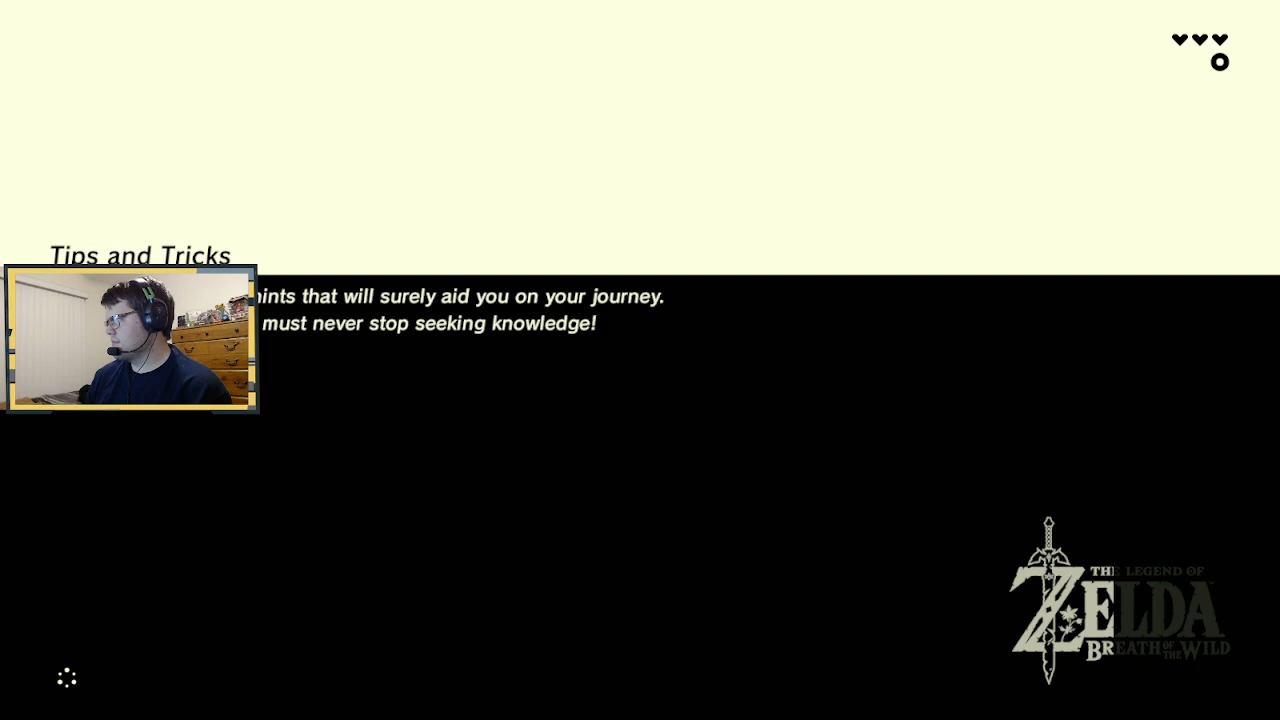 Tips and Tricks
hints that will surely aid you on your journey.
must never stop seeking knowledge!
THE LEGEND OF
ZELDA
BREATH OF THE WILD